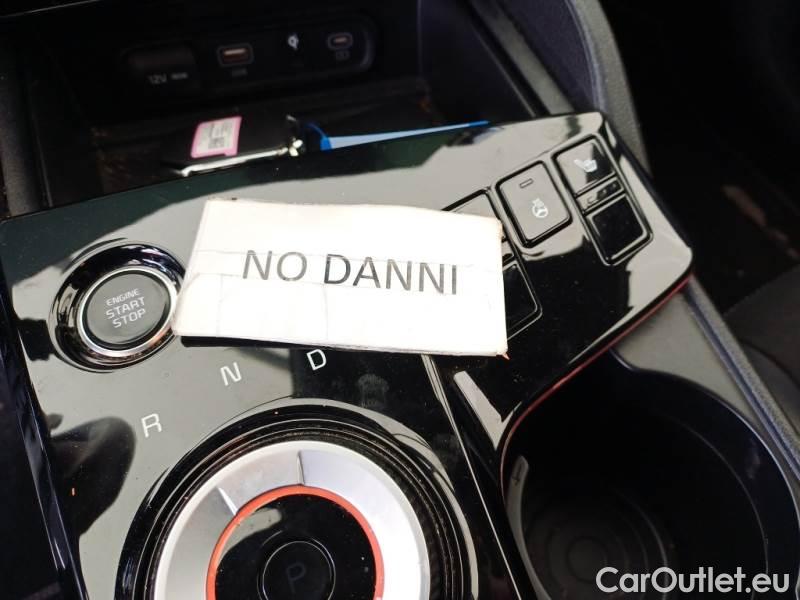 12V
NO DANNI
ENGINE
START
STOP
R
N
D
P
CarOutlet.eu